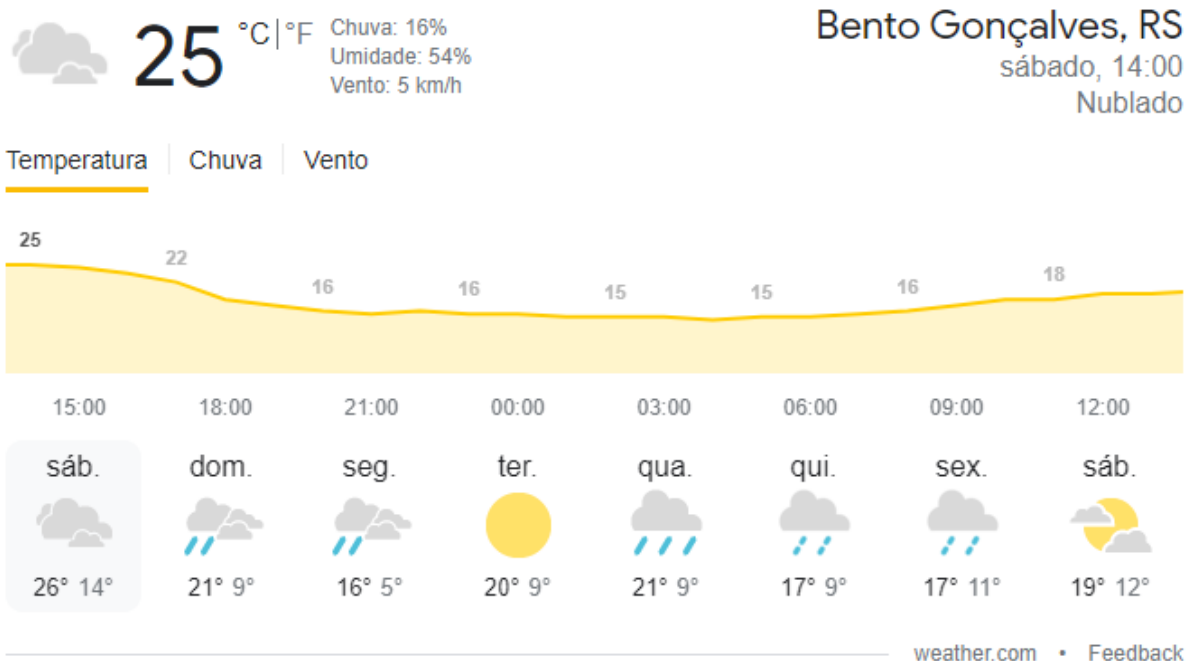 25 °C|°F
Chuva: 16%
Umidade: 54%
Vento: 5 km/h
Bento Gonçalves, RS
sábado, 14:00
Nublado
Temperatura Chuva Vento
25 22 16 16 15 15 16 18
15:00 18:00 21:00 00:00 03:00 06:00 09:00 12:00
sáb. dom. seg. ter. qua. qui. sex. sáb.
26° 14° 21° 9° 16° 5° 20° 9° 21° 9° 17° 9° 17° 11° 19° 12°
weather.com • Feedback